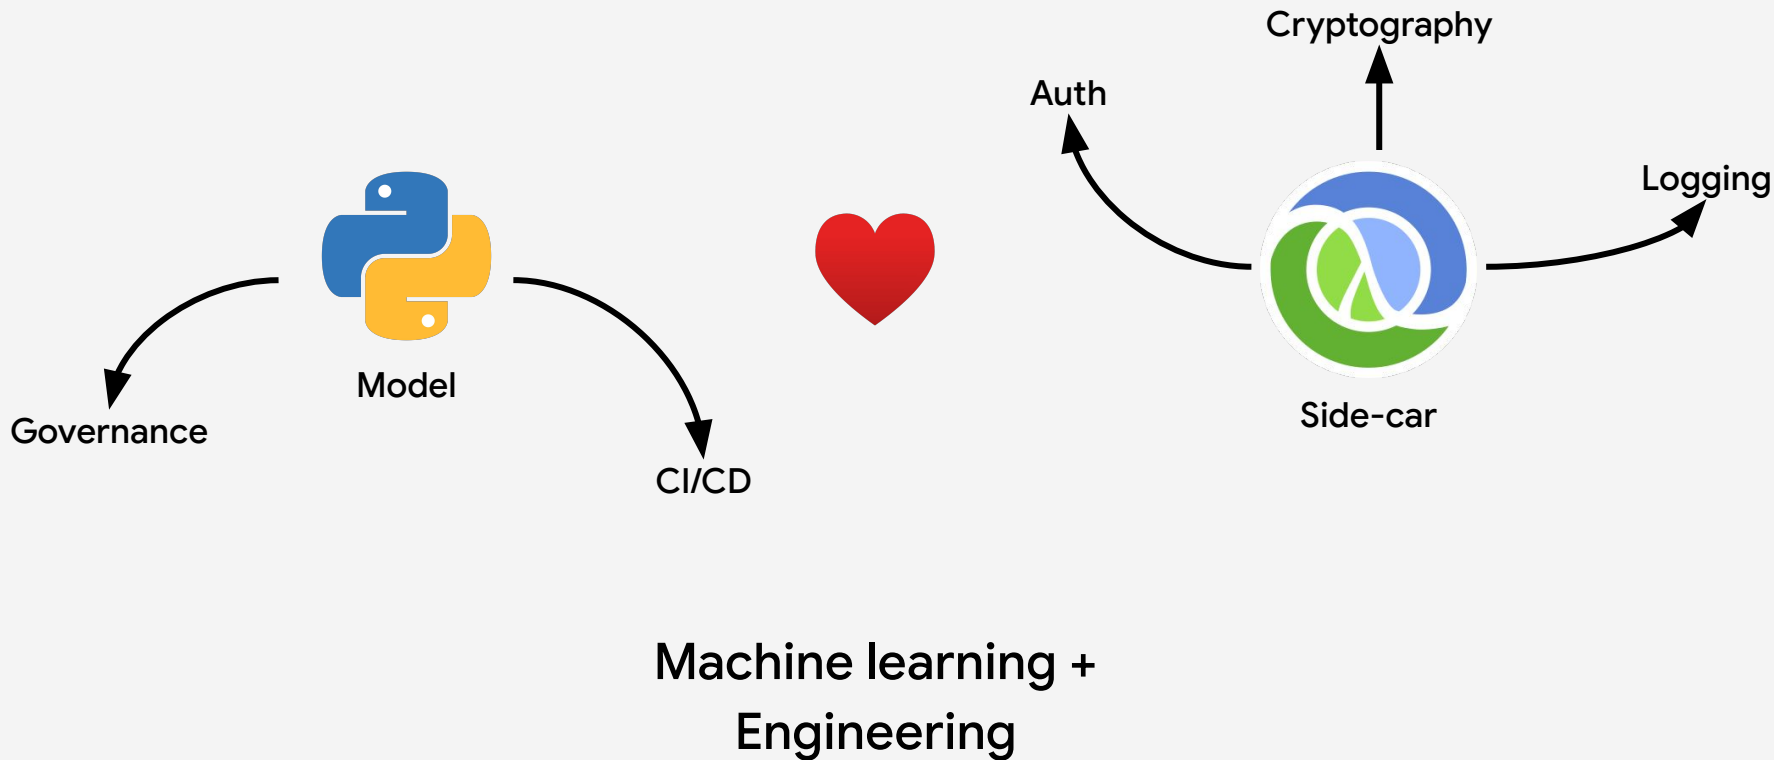 Cryptography
Auth
Logging
Model
Side-car
Governance
CI/CD
Machine learning +
Engineering